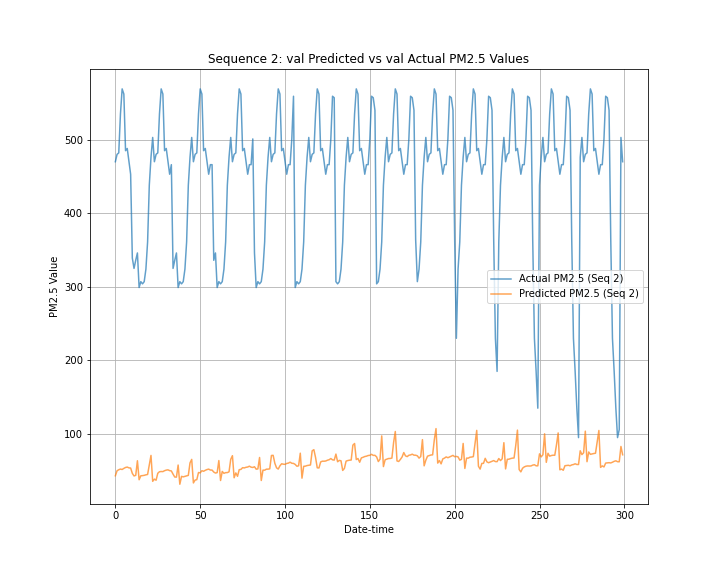 Sequence 2: val Predicted vs val Actual PM2.5 Values
PM2.5 Value
500
400
300
200
100
Actual PM2.5 (Seq 2)
Predicted PM2.5 (Seq 2)
0 50 100 150 200 250 300
Date-time